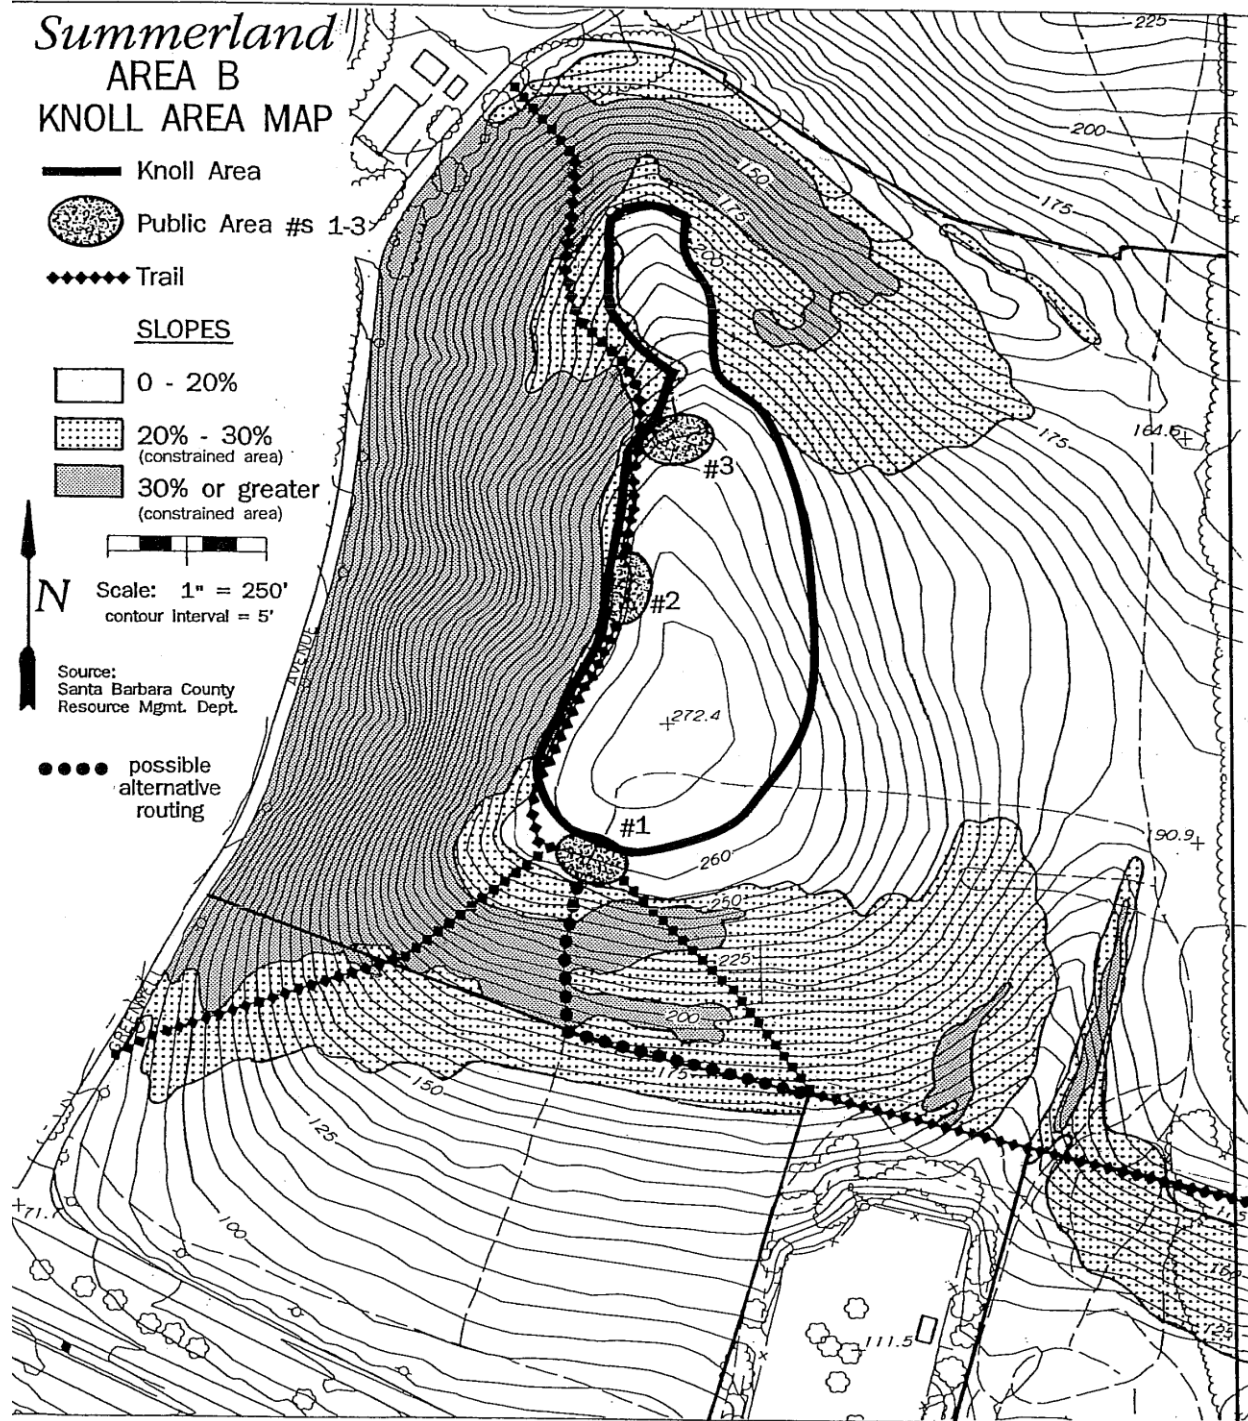 Summerland
AREA B
KNOLL AREA MAP
Knoll Area
Public Area #s 1-3
Trail
SLOPES
0 - 20%
20% - 30%
(constrained area)
30% or greater
(constrained area)
N
Scale: 1" = 250'
contour interval = 5'
Source:
Santa Barbara County
Resource Mgmt. Dept.
possible
alternative
routing
225
200
175
150
175
200
175
164.6
#3
#2
AVENUE
272.4
#1
260
90.9
250
225
200
175
150
125
100
71.1
111.5
125